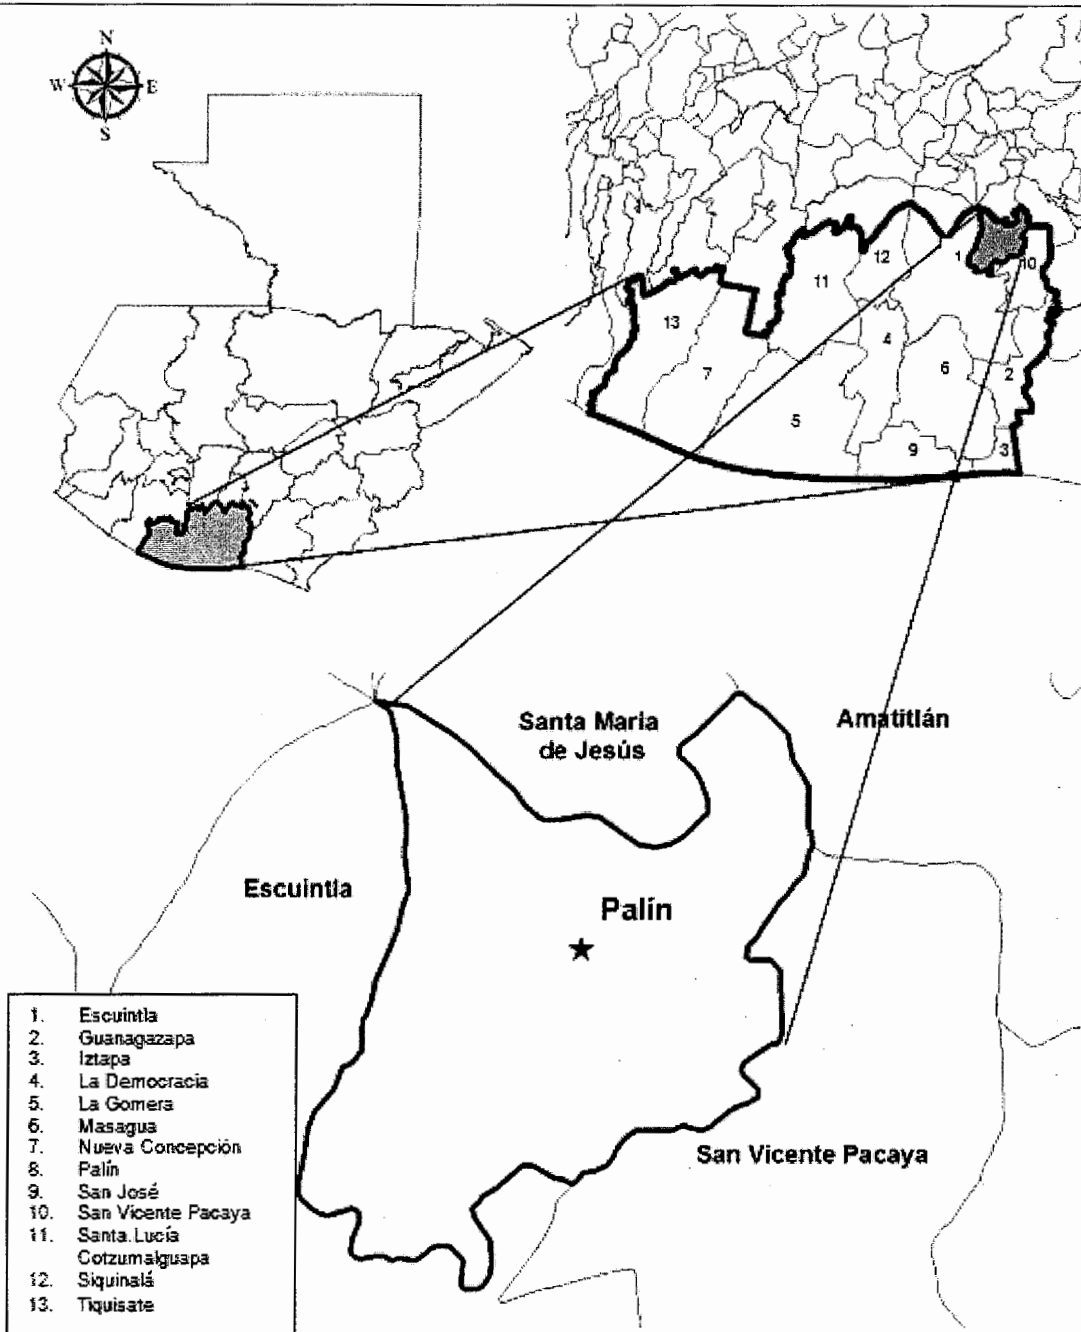 N
W E
S
12
1
10
11
13
4
6
2
7
5
9
3
Santa Maria
de Jesús
Amatitlán
Escuintla
Palín
San Vicente Pacaya
1. Escuintla
2. Guanagazapa
3. Iztapa
4. La Democracia
5. La Gomera
6. Masagua
7. Nueva Concepción
8. Palín
9. San José
10. San Vicente Pacaya
11. Santa Lucía
Cotzumalguapa
12. Siquinalá
13. Tiquisate